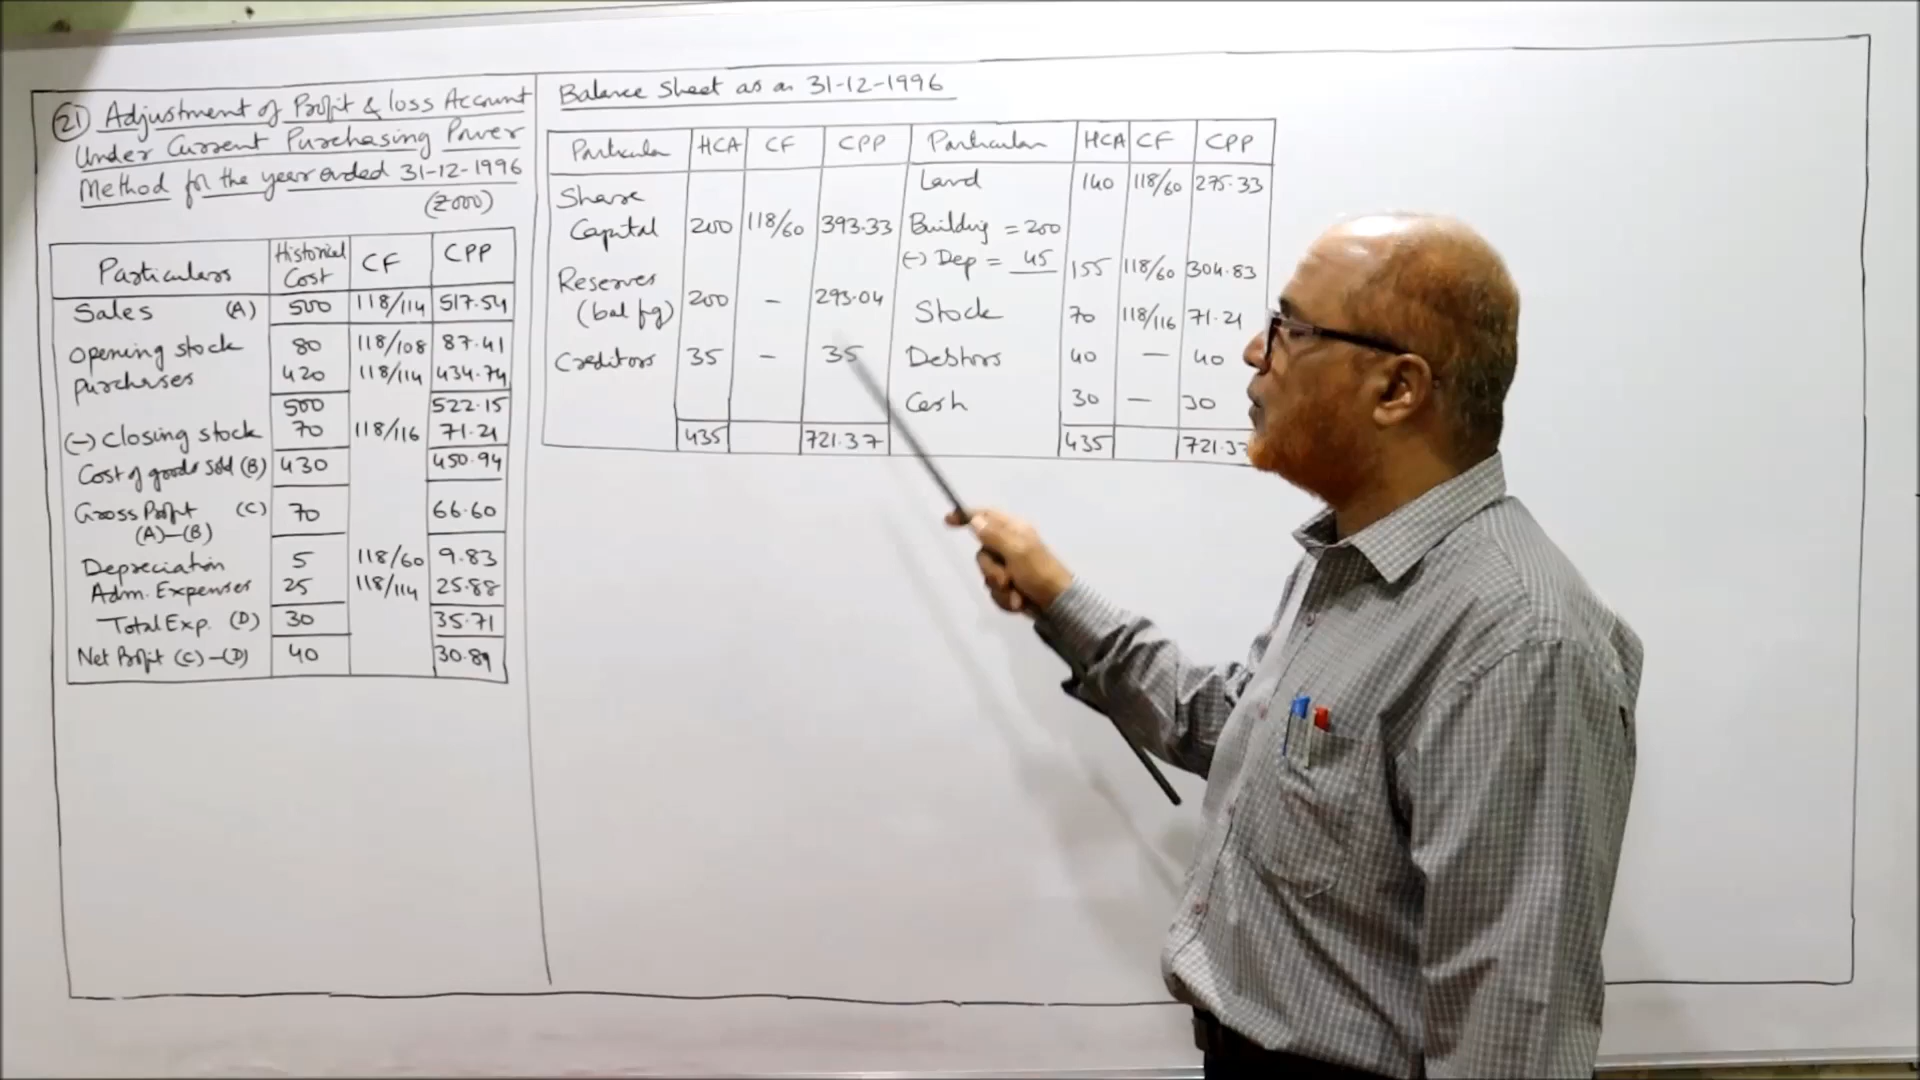 (21) Adjustment of Profit & loss Account
Under Current Purchasing Power
Method for the year ended 31-12-1996
(₹000)
Particulars Historical Cost CF CPP
Sales (A) 500 118/114 517.54
Opening stock 80 118/108 87.41
Purchases 420 118/114 434.74
500 522.15
(-) Closing stock 70 118/116 71.21
Cost of goods sold (B) 430 450.94
Gross Profit (C) 70 66.60
(A)-(B)
Depreciation 5 118/60 9.83
Adm. Expenses 25 118/114 25.88
Total Exp. (D) 30 35.71
Net Profit (C)-(D) 40 30.89
Balance Sheet as on 31-12-1996
Particular HCA CF CPP Particular HCA CF CPP
Land 140 118/60 275.33
Share
Capital 200 118/60 393.33 Building = 200
(-) Dep = 45 155 118/60 304.83
Reserves
(bal fg) 200 - 293.04 Stock 70 118/116 71.21
Creditors 35 - 35 Debtors 40 - 40
Cash 30 - 30
435 721.37 435 721.37